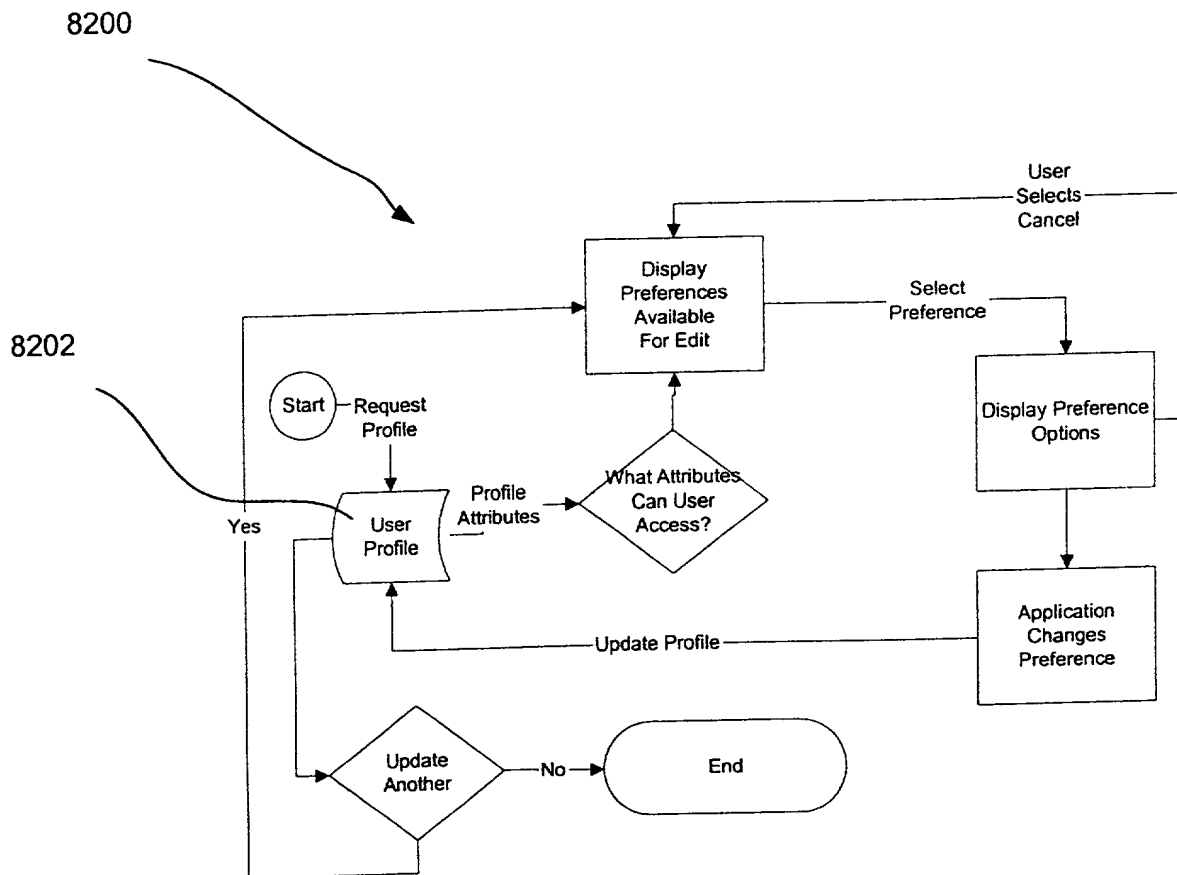 8200
User
Selects
Cancel
Display
Preferences
Available
For Edit
Select
Preference
8202
Start
Request
Profile
Display Preference
Options
What Attributes
Can User
Access?
Profile
Attributes
User
Profile
Yes
Application
Changes
Preference
Update Profile
Update
Another
No
End